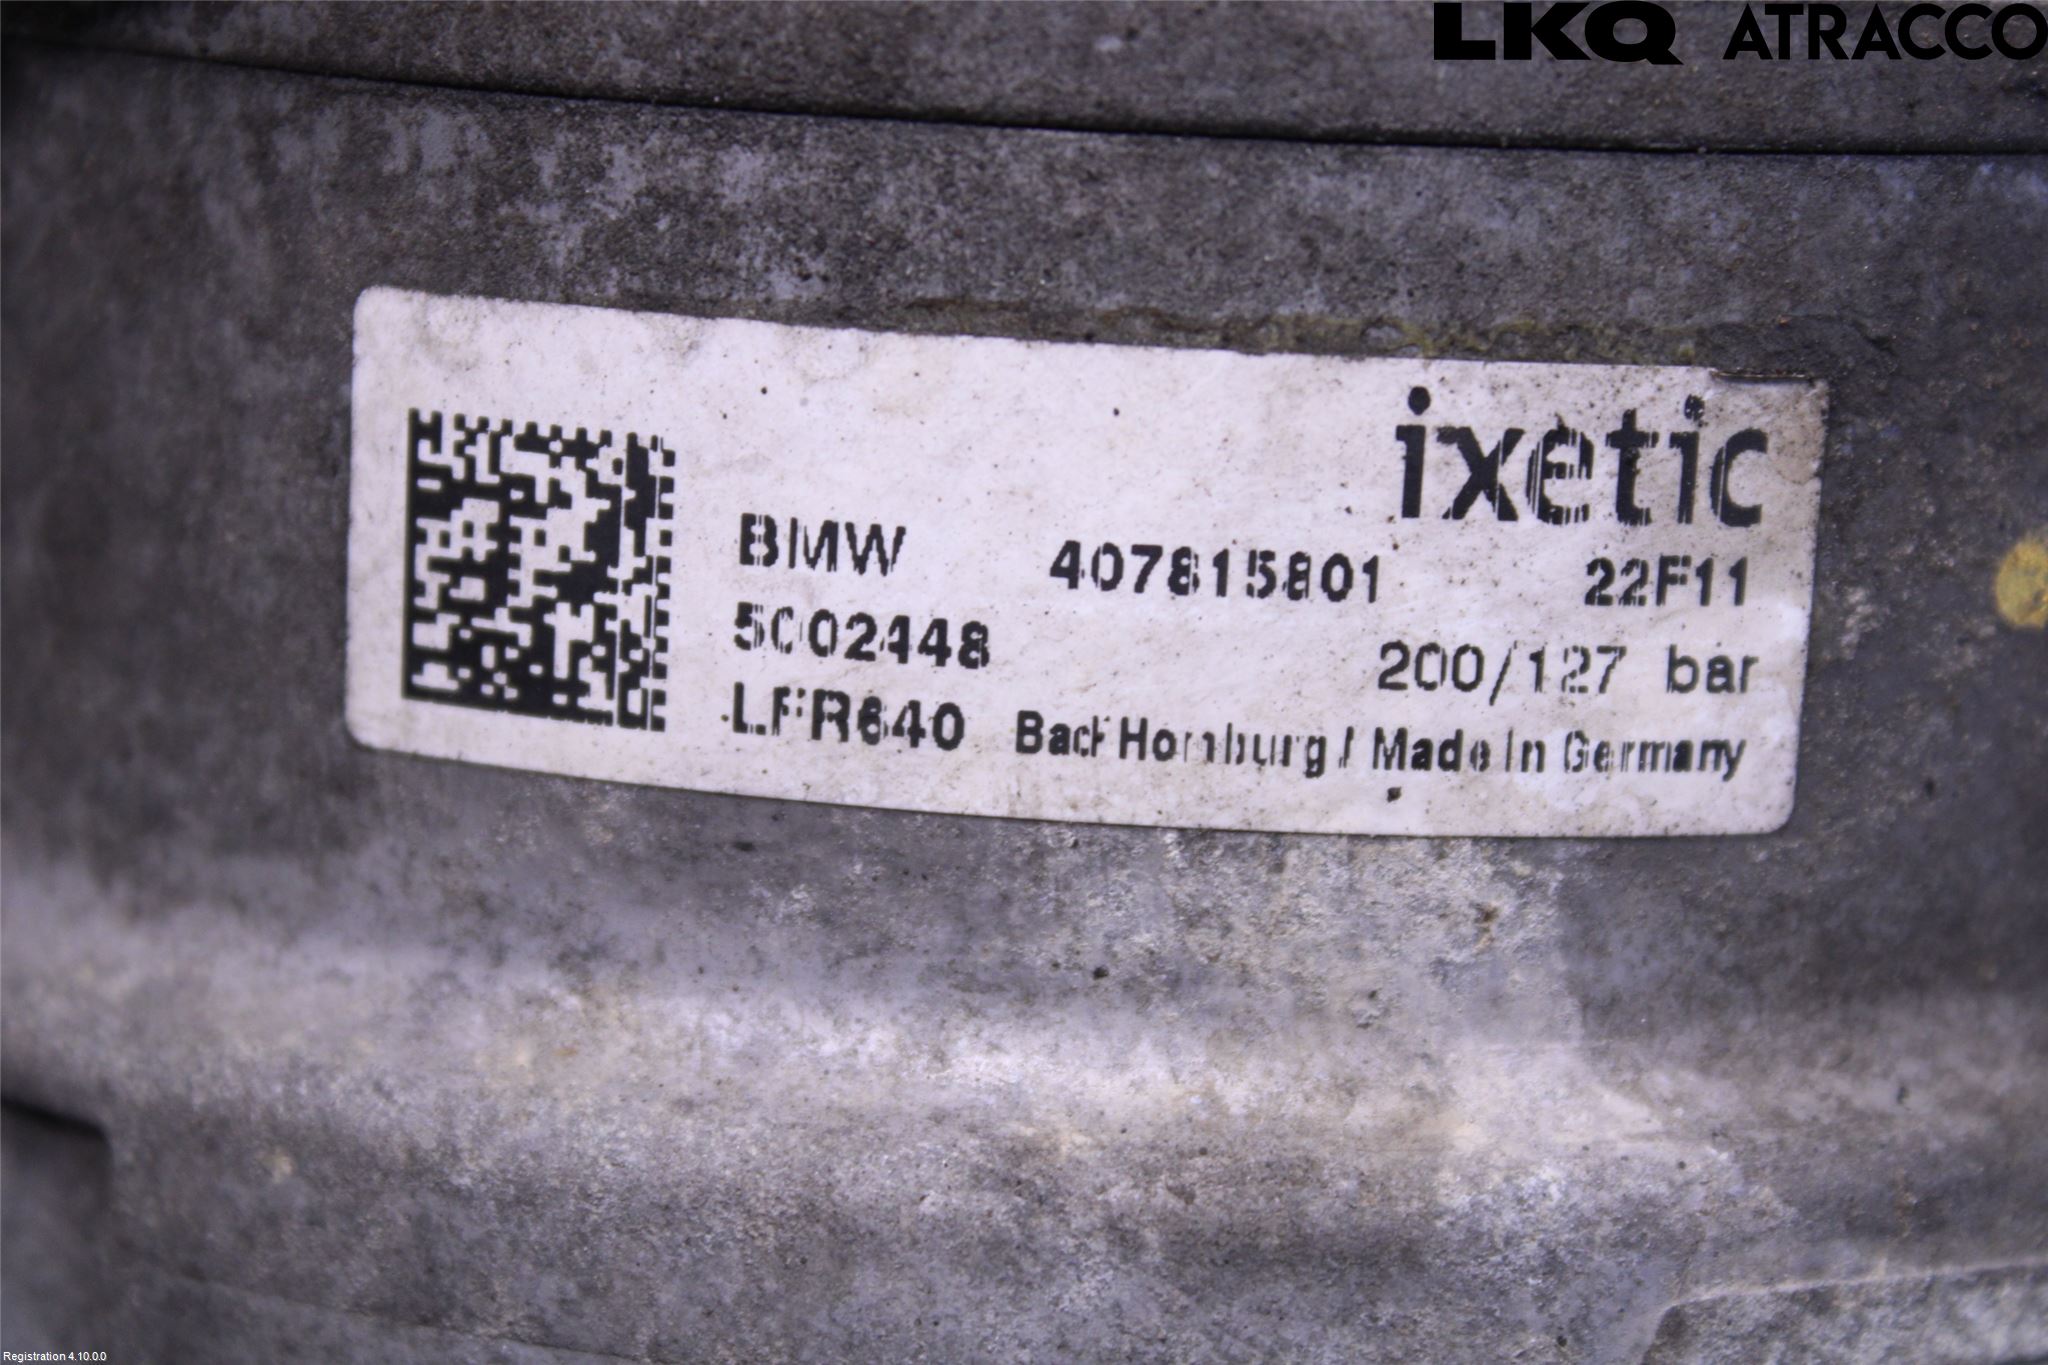 LKQ ATRACCO
ixetic
BMW 407815801 22F11
5002448 200/127 bar
LFR640 Bad Homburg / Made in Germany
Registration 4.10.0.0